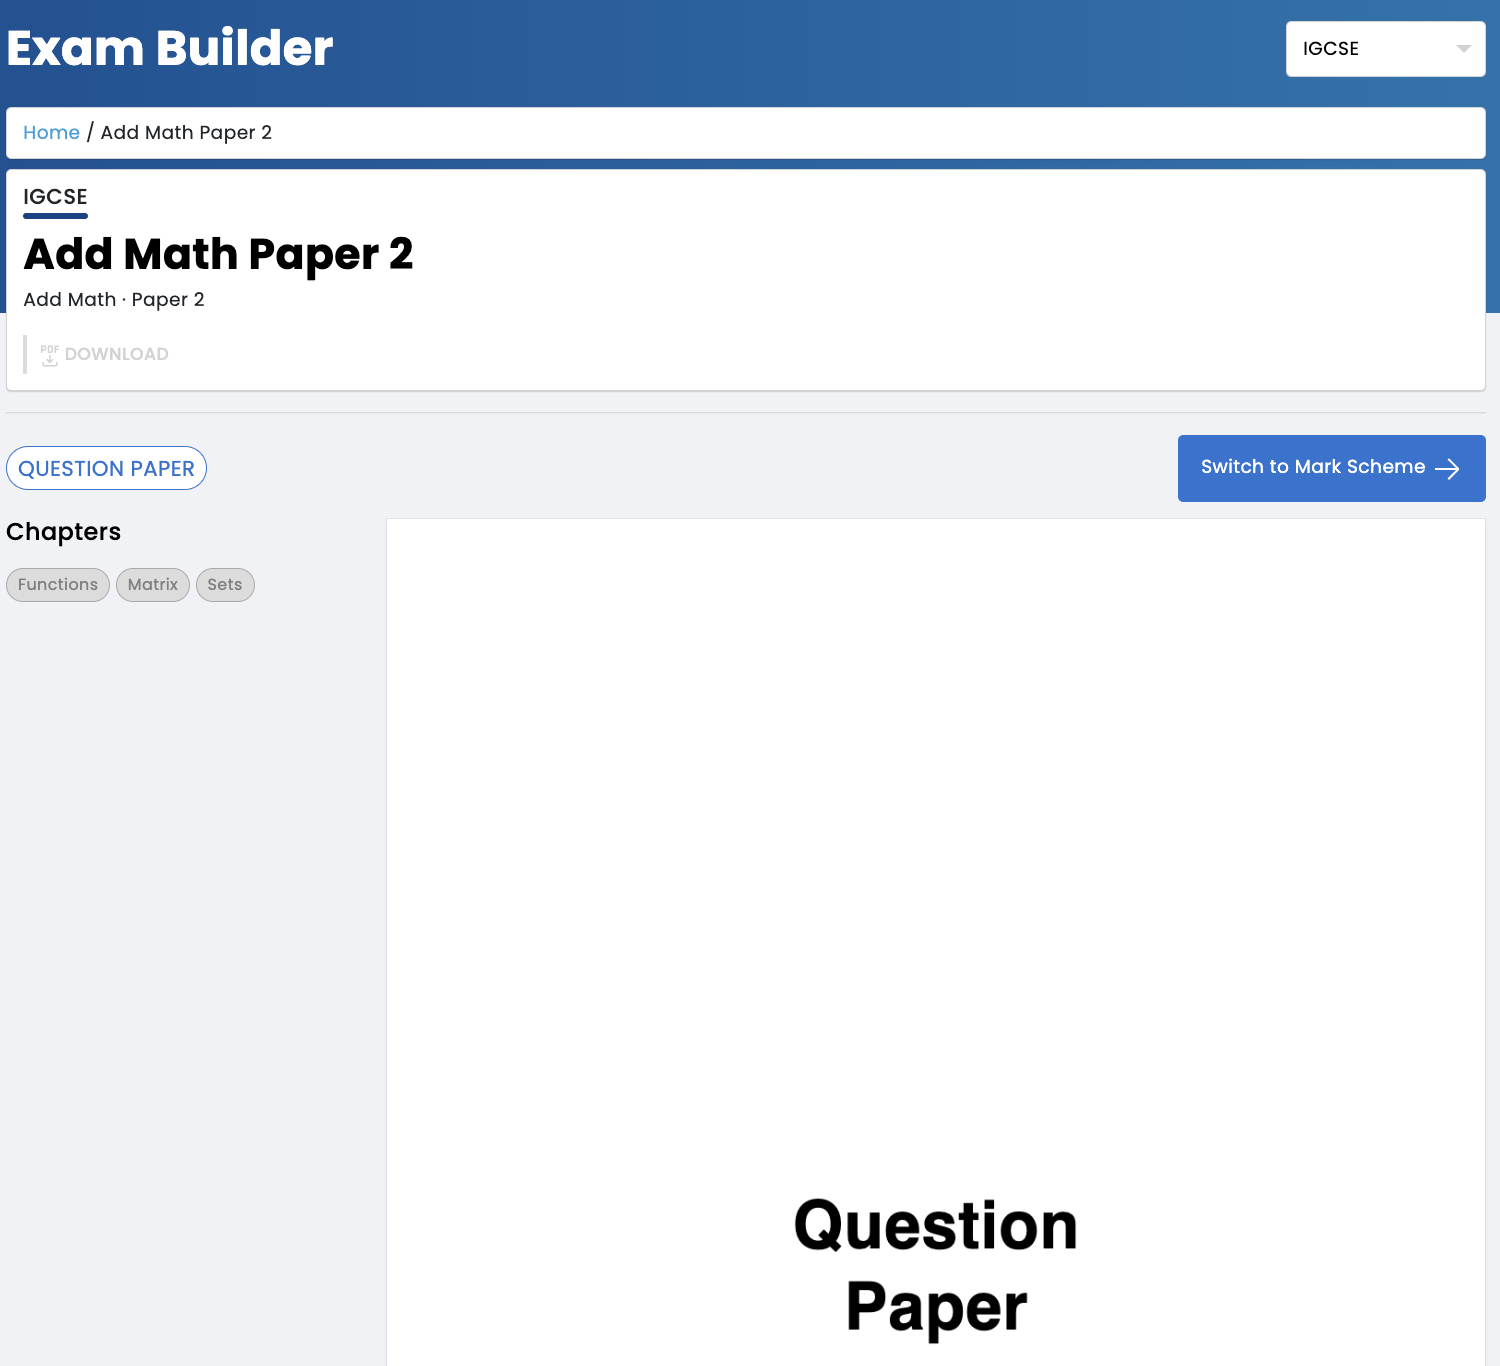 Exam Builder
IGCSE
Home / Add Math Paper 2
IGCSE
Add Math Paper 2
Add Math · Paper 2
PDF DOWNLOAD
QUESTION PAPER
Switch to Mark Scheme
Chapters
Functions Matrix Sets
Question
Paper